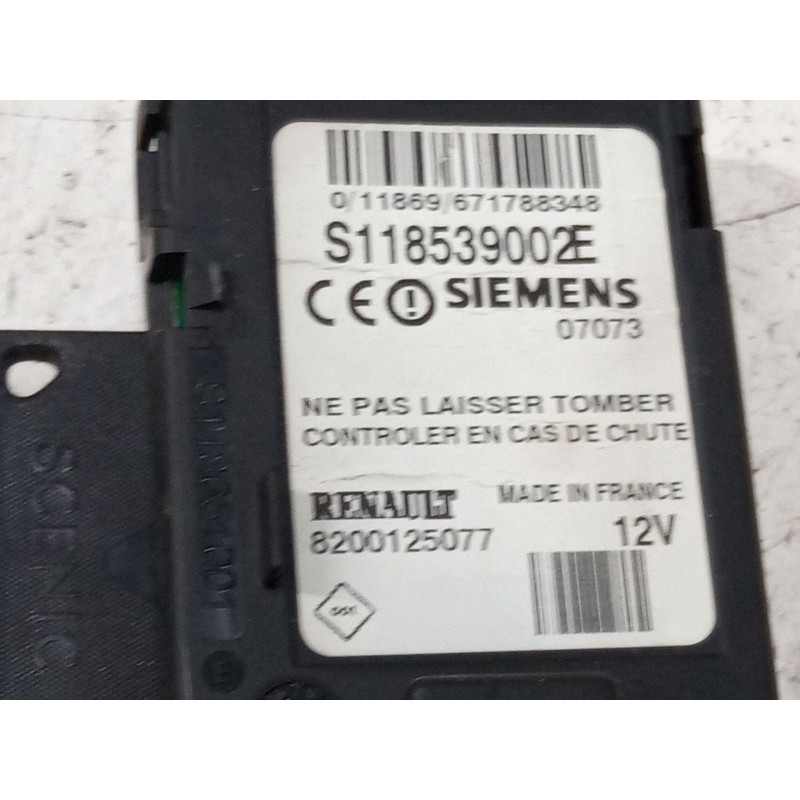 0/11869/671788348
S118539002E
CE SIEMENS
07073
NE PAS LAISSER TOMBER
CONTROLER EN CAS DE CHUTE
RENAULT MADE IN FRANCE
8200125077 12V
SCENIC